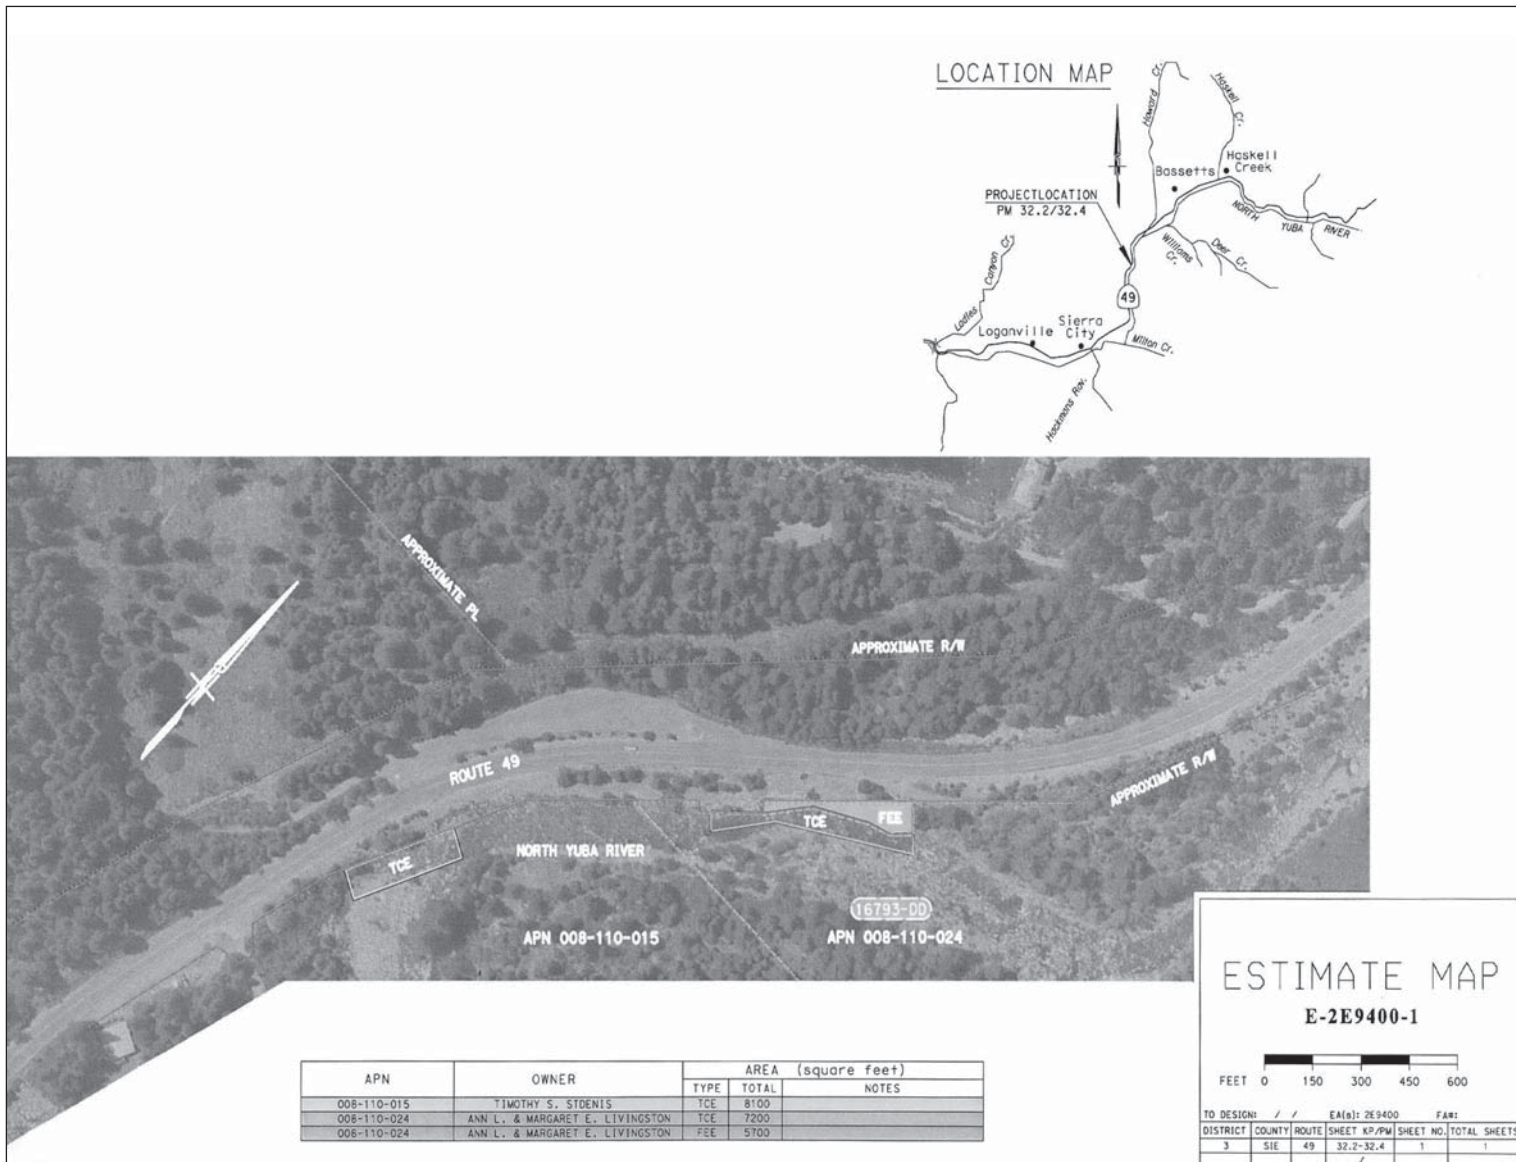 LOCATION MAP
Howard Cr.
Haskell Cr.
Haskell
Creek
Bassetts
PROJECTLOCATION
PM 32.2/32.4
NORTH YUBA RIVER
Williams Cr.
Deer Cr.
Ladies Canyon Cr.
49
Loganville
Sierra
City
Milton Cr.
Hackmans Rav.
APPROXIMATE PL
APPROXIMATE R/W
ROUTE 49
APPROXIMATE R/W
TCE
FEE
TCE
NORTH YUBA RIVER
16793-DD
APN 008-110-015
APN 008-110-024
ESTIMATE MAP
E-2E9400-1
FEET 0 150 300 450 600
TO DESIGN: / / EA(s): 2E9400 FA#:
DISTRICT COUNTY ROUTE SHEET KP/PM SHEET NO. TOTAL SHEETS
3 SIE 49 32.2-32.4 1 1
/
APN OWNER AREA (square feet)
TYPE TOTAL NOTES
008-110-015 TIMOTHY S. STDENIS TCE 8100
008-110-024 ANN L. & MARGARET E. LIVINGSTON TCE 7200
008-110-024 ANN L. & MARGARET E. LIVINGSTON FEE 5700